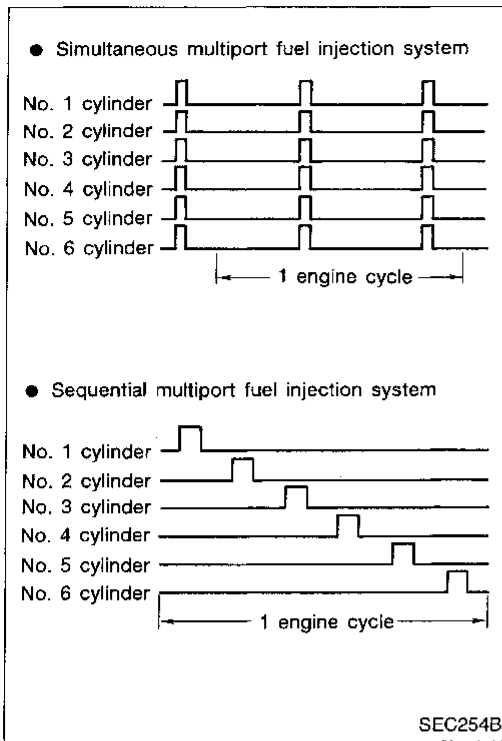 ● Simultaneous multiport fuel injection system
No. 1 cylinder
No. 2 cylinder
No. 3 cylinder
No. 4 cylinder
No. 5 cylinder
No. 6 cylinder
1 engine cycle
● Sequential multiport fuel injection system
No. 1 cylinder
No. 2 cylinder
No. 3 cylinder
No. 4 cylinder
No. 5 cylinder
No. 6 cylinder
1 engine cycle
SEC254B